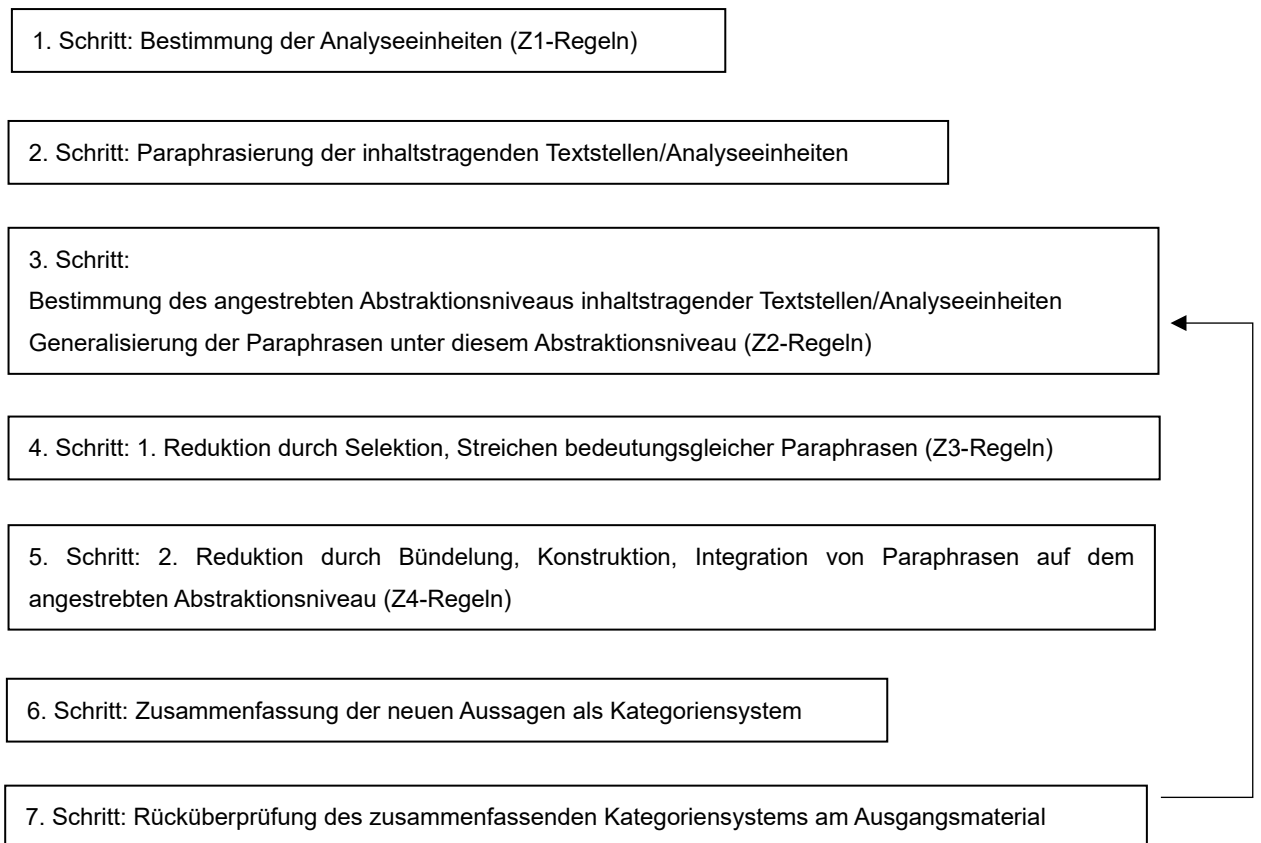 1. Schritt: Bestimmung der Analyseeinheiten (Z1-Regeln)
2. Schritt: Paraphrasierung der inhaltstragenden Textstellen/Analyseeinheiten
3. Schritt:
Bestimmung des angestrebten Abstraktionsniveaus inhaltstragender Textstellen/Analyseeinheiten
Generalisierung der Paraphrasen unter diesem Abstraktionsniveau (Z2-Regeln)
4. Schritt: 1. Reduktion durch Selektion, Streichen bedeutungsgleicher Paraphrasen (Z3-Regeln)
5. Schritt: 2. Reduktion durch Bündelung, Konstruktion, Integration von Paraphrasen auf dem
angestrebten Abstraktionsniveau (Z4-Regeln)
6. Schritt: Zusammenfassung der neuen Aussagen als Kategoriensystem
7. Schritt: Rücküberprüfung des zusammenfassenden Kategoriensystems am Ausgangsmaterial